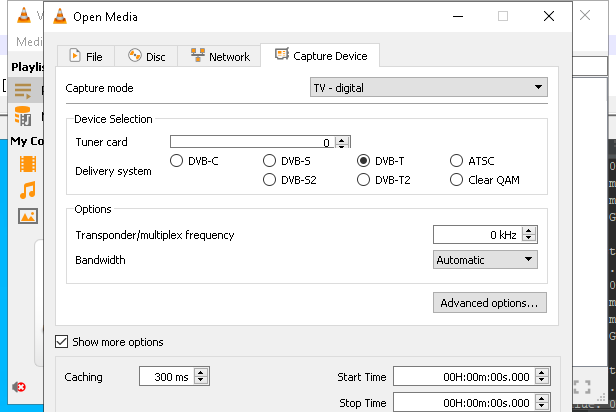 Open Media
Medi
File
Disc
Network
Capture Device
Playlis
Capture mode
TV - digital
Device Selection
Tuner card
0
Delivery system
DVB-C
DVB-S
DVB-T
ATSC
DVB-S2
DVB-T2
Clear QAM
My Co
Options
Transponder/multiplex frequency
0 kHz
Bandwidth
Automatic
Advanced options...
Show more options
Caching
300 ms
Start Time
00H:00m:00s.000
Stop Time
00H:00m:00s.000